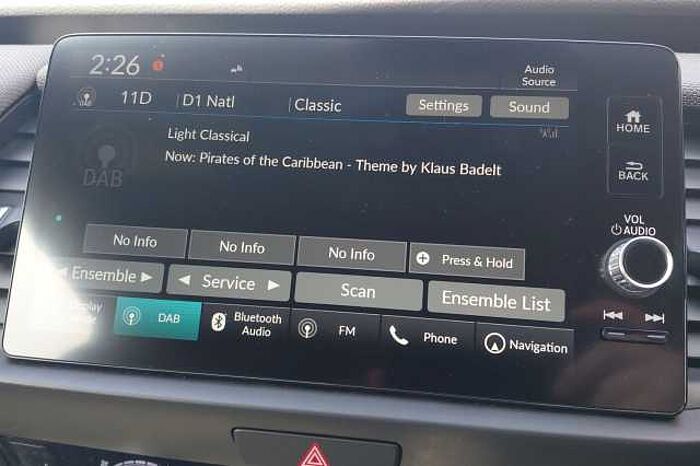 2:26
Audio
Source
DAB
11D D1 Natl Classic Settings Sound
Light Classical
Now: Pirates of the Caribbean - Theme by Klaus Badelt
DAB
HOME
BACK
VOL
AUDIO
No Info No Info No Info + Press & Hold
◄ Ensemble ► ◄ Service ► Scan Ensemble List
Display DAB Bluetooth
Audio FM Phone Navigation